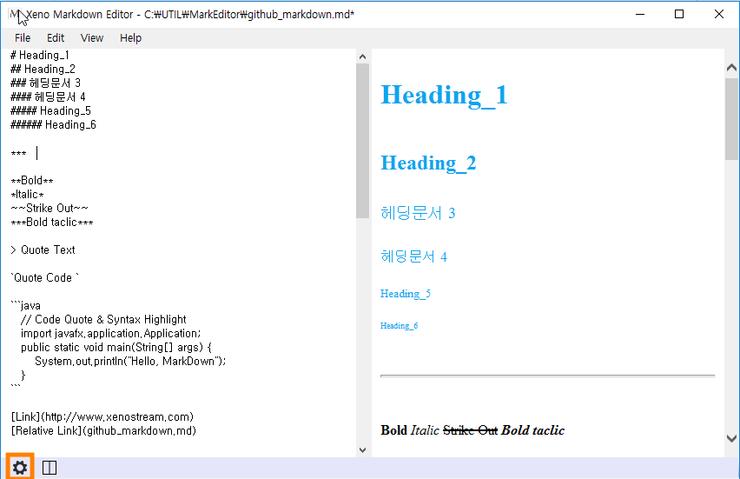 Xeno Markdown Editor - C:₩UTIL₩MarkEditor₩github_markdown.md*
File Edit View Help
# Heading_1
## Heading_2
### 헤딩문서 3
#### 헤딩문서 4
##### Heading_5
###### Heading_6
***
**Bold**
*Italic*
~~Strike Out~~
***Bold taclic***
> Quote Text
`Quote Code `
```java
// Code Quote & Syntax Highlight
import javafx.application.Application;
public static void main(String[] args) {
System.out.println("Hello, MarkDown");
}
```
[Link](http://www.xenostream.com)
[Relative Link](github_markdown.md)
Heading_1
Heading_2
헤딩문서 3
헤딩문서 4
Heading_5
Heading_6
Bold Italic Strike Out Bold taclic